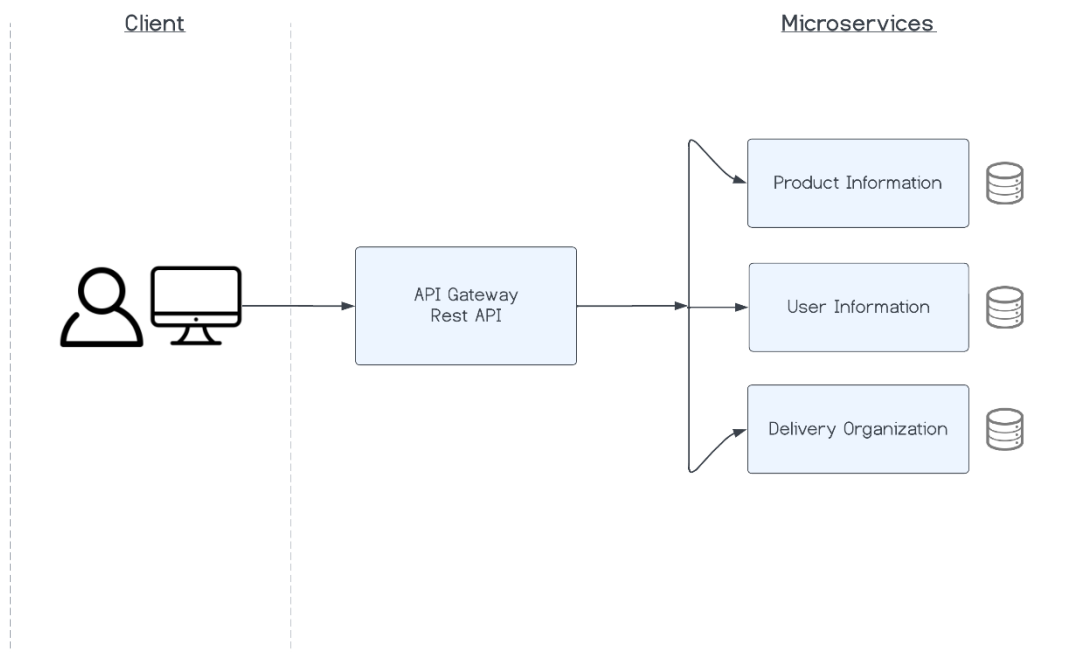 Client
Microservices
Product Information
API Gateway
Rest API
User Information
Delivery Organization